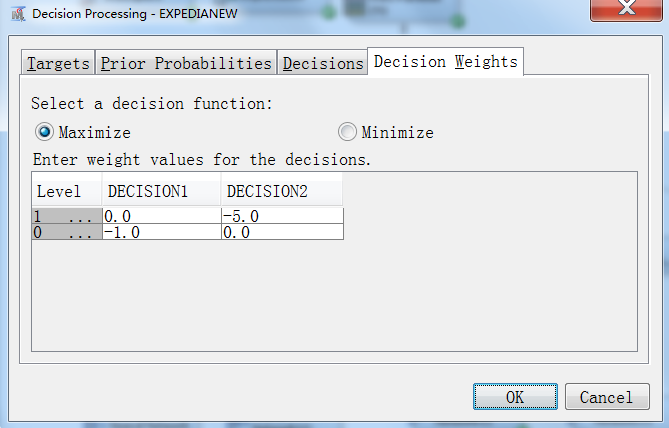 Decision Processing - EXPEDIANEW
Targets Prior Probabilities Decisions Decision Weights
Select a decision function:
Maximize Minimize
Enter weight values for the decisions.
Level DECISION1 DECISION2
1 ... 0.0 -5.0
0 ... -1.0 0.0
OK Cancel